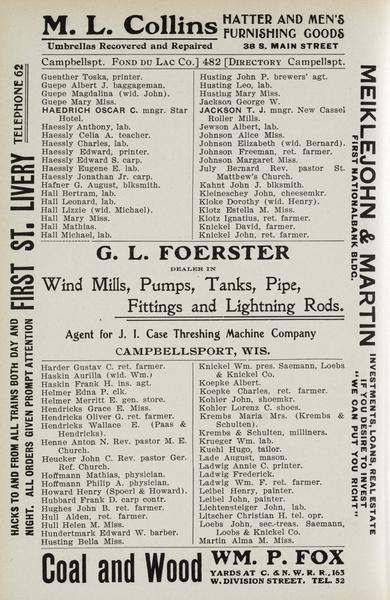 M. L. Collins
HATTER AND MEN'S
FURNISHING GOODS
Umbrellas Recovered and Repaired
38 S. MAIN STREET
Campbellspt. FOND DU LAC CO.] 482 [DIRECTORY Campellspt.
Guenther Toska, printer.
Guepe Albert J. baggageman.
Guepe Magdalina (wid. John).
Guepe Mary Miss.
HAEDRICH OSCAR C. mngr. Star
Hotel.
Haessly Anthony, lab.
Haessly Celia A. teacher.
Haessly Charles, lab.
Haessly Edward, printer.
Haessly Edward S. carp.
Haessly Eugene E. lab.
Haessly Jonathan Jr. carp.
Hafner G. August, blksmith.
Hall Bertram, lab.
Hall Leonard, lab.
Hall Lizzie (wid. Michael).
Hall Mary Miss.
Hall Mathias.
Hall Michael, lab.
Husting John P. brewers' agt.
Husting Leo, lab.
Husting Mary Miss.
Jackson George W.
JACKSON T. J. mngr. New Cassel
Roller Mills.
Jewson Albert, lab.
Johnson Alice Miss.
Johnson Elizabeth (wid. Bernard).
Johnson Freeman, ret. farmer.
Johnson Margaret Miss.
July Bernard Rev. pastor St.
Matthew's Church.
Kahnt John J. blksmith.
Kleineschey John, cheesemkr.
Kloke Dorothy (wid. Henry).
Klotz Estella M. Miss.
Klotz Ignatius, ret. farmer.
Knickel David, farmer.
Knickel John, ret. farmer.
G. L. FOERSTER
DEALER IN
Wind Mills, Pumps, Tanks, Pipe,
Fittings and Lightning Rods.
Agent for J. I. Case Threshing Machine Company
CAMPBELLSPORT, WIS.
Harder Gustav C. ret. farmer.
Haskin Aurilla (wid. Wm.)
Haskin Frank H. ins. agt.
Helmer Edna P. clk.
Helmer Merritt E. gen. store.
Hendricks Grace E. Miss.
Hendricks Oliver G. ret. farmer.
Hendricks Wallace E. (Paas &
Hendricks).
Henne Anton N. Rev. pastor M. E.
Church.
Heucker John C. Rev. pastor Ger.
Ref. Church.
Hoffmann Mathias, physician.
Hoffmann Philip A. physician.
Howard Henry (Spoerl & Howard).
Hubbard Frank D. carp contr.
Hughes John B. ret. farmer.
Hull Alden, ret. farmer.
Hull Helen M. Miss.
Hundertmark Edward W. barber.
Husting Bella Miss.
Knickel Wm. pres. Saemann, Loebs
& Knickel Co.
Koepke Albert.
Koepke Charles, ret. farmer.
Kohler John, shoemkr.
Kohler Lorenz C. shoes.
Krembs Maria Mrs. (Krembs &
Schulten).
Krembs & Schulten, milliners.
Krueger Wm. lab.
Kuehl Hugo, tailor.
Lade August, mason.
Ladwig Annie C. printer.
Ladwig Frederick.
Ladwig Wm. F. ret. farmer.
Leibel Henry, painter.
Leibel John, painter.
Lichtensteiger John, lab.
Litscher Christian H. tel. opr.
Loebs John, sec.-treas. Saemann,
Loebs & Knickel Co.
Martin Alma M. Miss.
Coal and Wood
WM. P. FOX
YARDS AT C. & N. W. R. R., 163
W. DIVISION STREET. TEL. 52
FIRST ST. LIVERY
TELEPHONE 62
HACKS TO AND FROM ALL TRAINS BOTH DAY AND
NIGHT. ALL ORDERS GIVEN PROMPT ATTENTION
MEIKLEJOHN & MARTIN
FIRST NATIONAL BANK BLDG.
INVESTMENTS, LOANS, REAL ESTATE
IF YOU DESIRE TO INVEST
"WE CAN DO YOU TO-NIGHT"